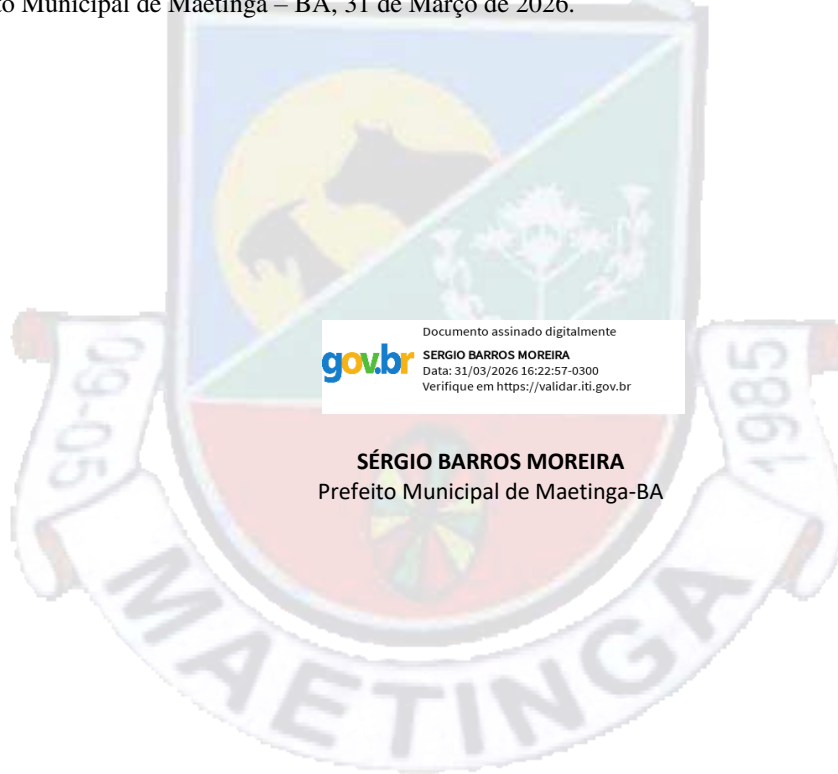 to Municipal de Maetinga – BA, 31 de Março de 2026.
Documento assinado digitalmente
gov.br
SERGIO BARROS MOREIRA
Data: 31/03/2026 16:22:57-0300
Verifique em https://validar.iti.gov.br
09-05
1985
SÉRGIO BARROS MOREIRA
Prefeito Municipal de Maetinga-BA
MAETINGA